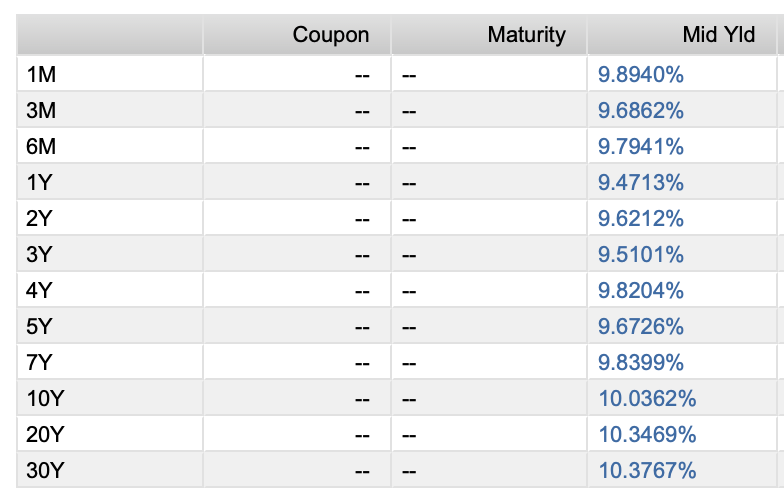 Coupon Maturity Mid Yld
1M -- -- 9.8940%
3M -- -- 9.6862%
6M -- -- 9.7941%
1Y -- -- 9.4713%
2Y -- -- 9.6212%
3Y -- -- 9.5101%
4Y -- -- 9.8204%
5Y -- -- 9.6726%
7Y -- -- 9.8399%
10Y -- -- 10.0362%
20Y -- -- 10.3469%
30Y -- -- 10.3767%